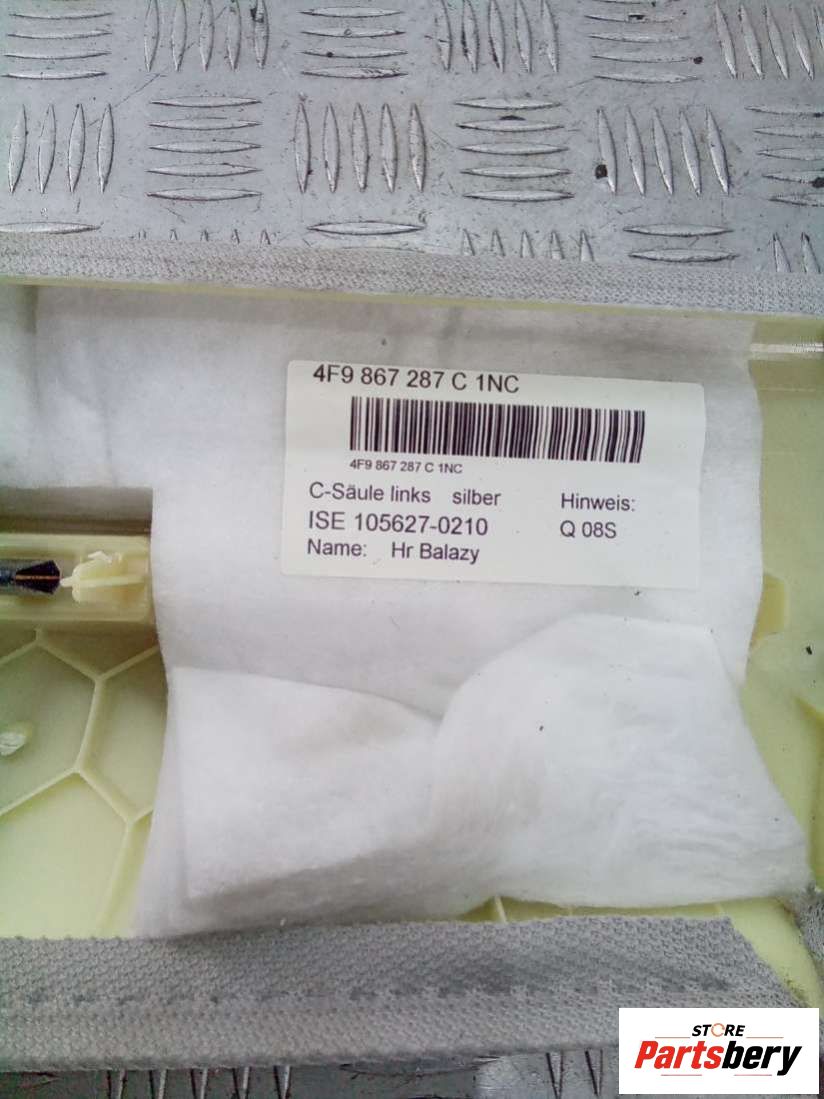 4F9 867 287 C 1NC
4F9 867 287 C 1NC
C-Säule links silber
Hinweis:
ISE 105627-0210
Q 08S
Name: Hr Balazy
STORE
Partsbery